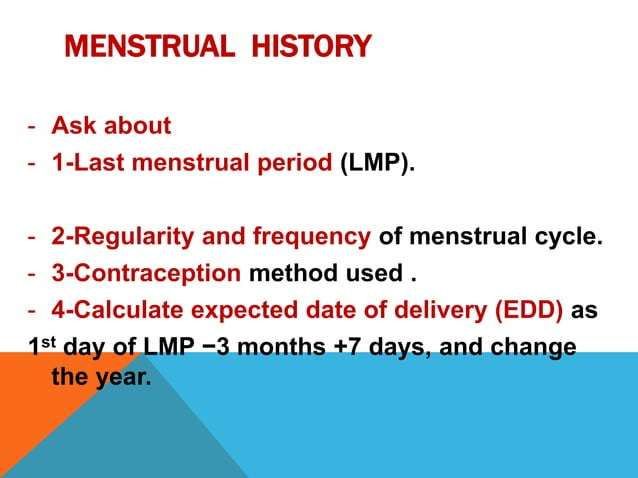 MENSTRUAL HISTORY
- Ask about
- 1-Last menstrual period (LMP).
- 2-Regularity and frequency of menstrual cycle.
- 3-Contraception method used .
- 4-Calculate expected date of delivery (EDD) as
1st day of LMP −3 months +7 days, and change
the year.